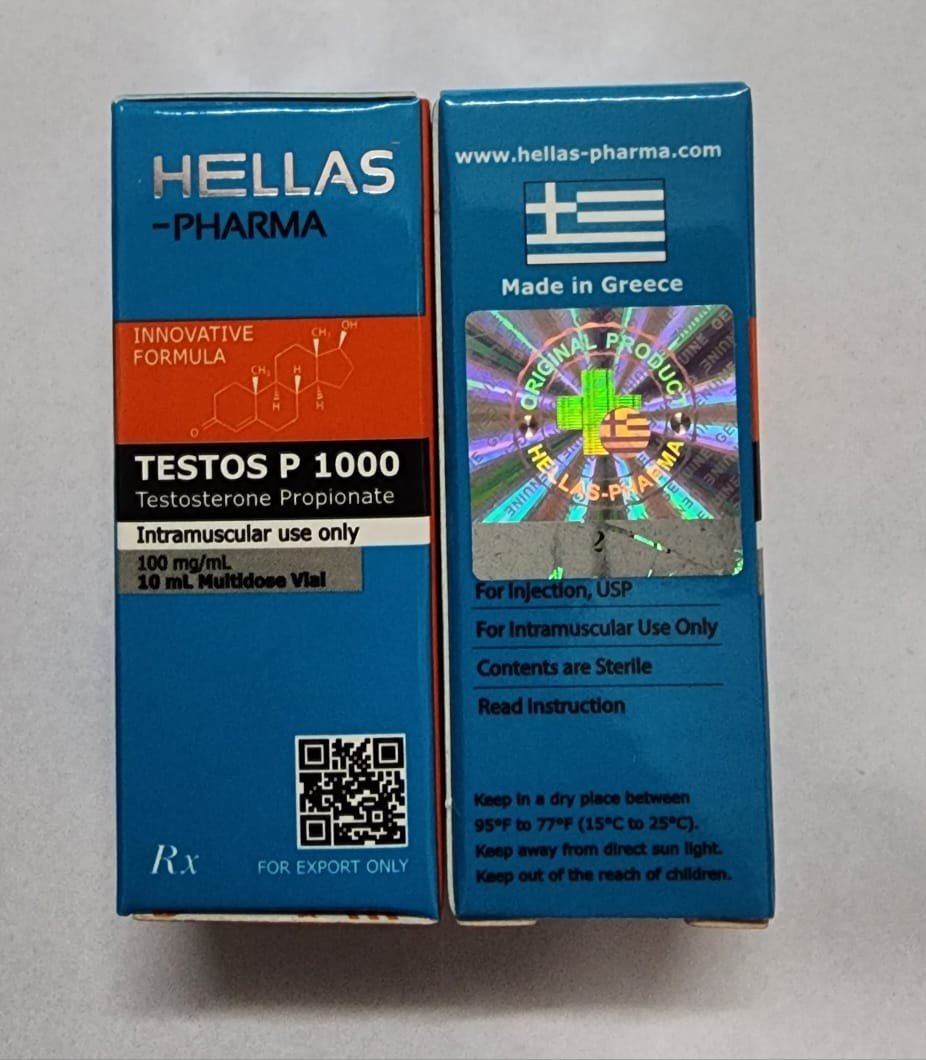 HELLAS
-PHARMA
INNOVATIVE
FORMULA
CH₃
OH
CH₃
H
H
H
O
TESTOS P 1000
Testosterone Propionate
Intramuscular use only
100 mg/mL
10 mL Multidose Vial
Rx
FOR EXPORT ONLY
www.hellas-pharma.com
Made in Greece
ORIGINAL PRODUCT
HELLAS-PHARMA
GENUINE
For Injection, USP
For Intramuscular Use Only
Contents are Sterile
Read Instruction
Keep in a dry place between
95°F to 77°F (15°C to 25°C).
Keep away from direct sun light.
Keep out of the reach of children.